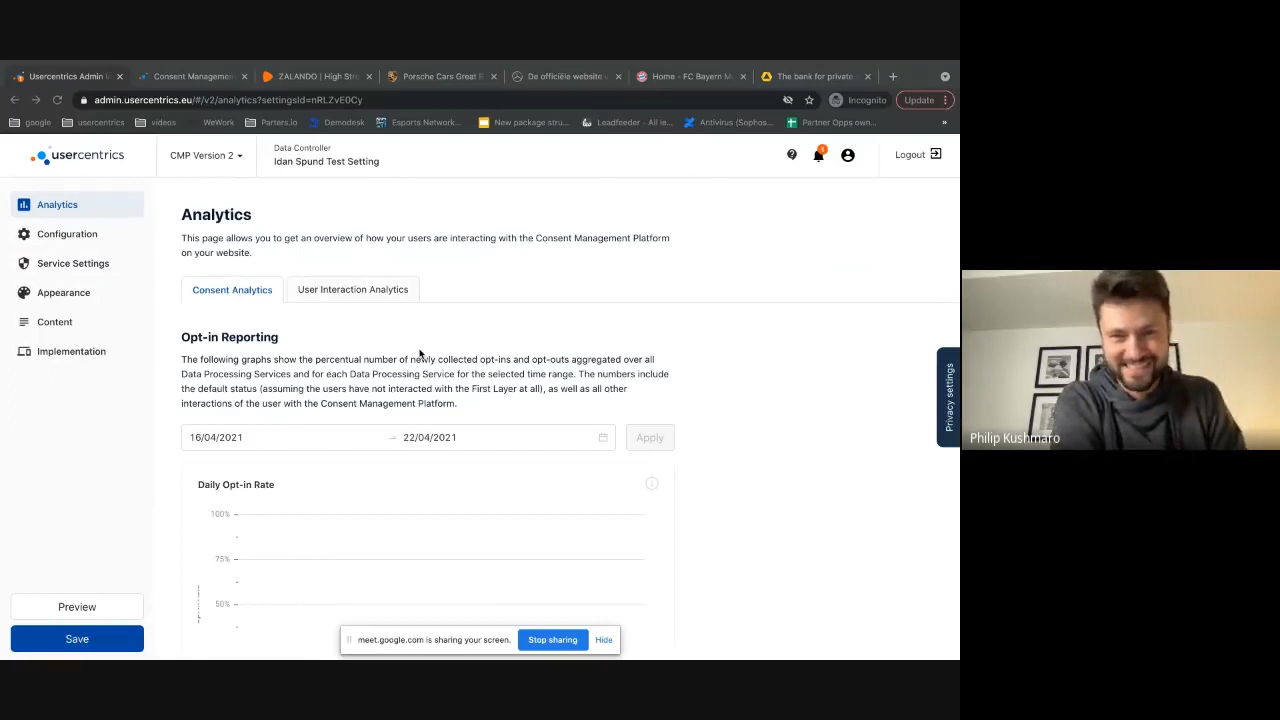 Usercentrics Admin I
Consent Managemen
ZALANDO | High Str
Porsche Cars Great B
De officiële website v
Home - FC Bayern M
The bank for private
admin.usercentrics.eu/#/v2/analytics?settingsId=nRLZvE0Cy
Incognito
Update
google
usercentrics
videos
WeWork
Parters.io
Demodesk
Esports Network...
New package stru...
Leadfeeder - All le...
Antivirus (Sophos...
Partner Opps own...
»
usercentrics
CMP Version 2
Data Controller
Idan Spund Test Setting
1
Logout
Analytics
Configuration
Service Settings
Appearance
Content
Implementation
Preview
Save
Analytics
This page allows you to get an overview of how your users are interacting with the Consent Management Platform
on your website.
Consent Analytics
User Interaction Analytics
Opt-in Reporting
The following graphs show the percentual number of newly collected opt-ins and opt-outs aggregated over all
Data Processing Services and for each Data Processing Service for the selected time range. The numbers include
the default status (assuming the users have not interacted with the First Layer at all), as well as all other
interactions of the user with the Consent Management Platform.
16/04/2021
22/04/2021
Apply
Daily Opt-in Rate
100%
75%
50%
meet.google.com is sharing your screen.
Stop sharing
Hide
Privacy settings
Philip Kushmaro